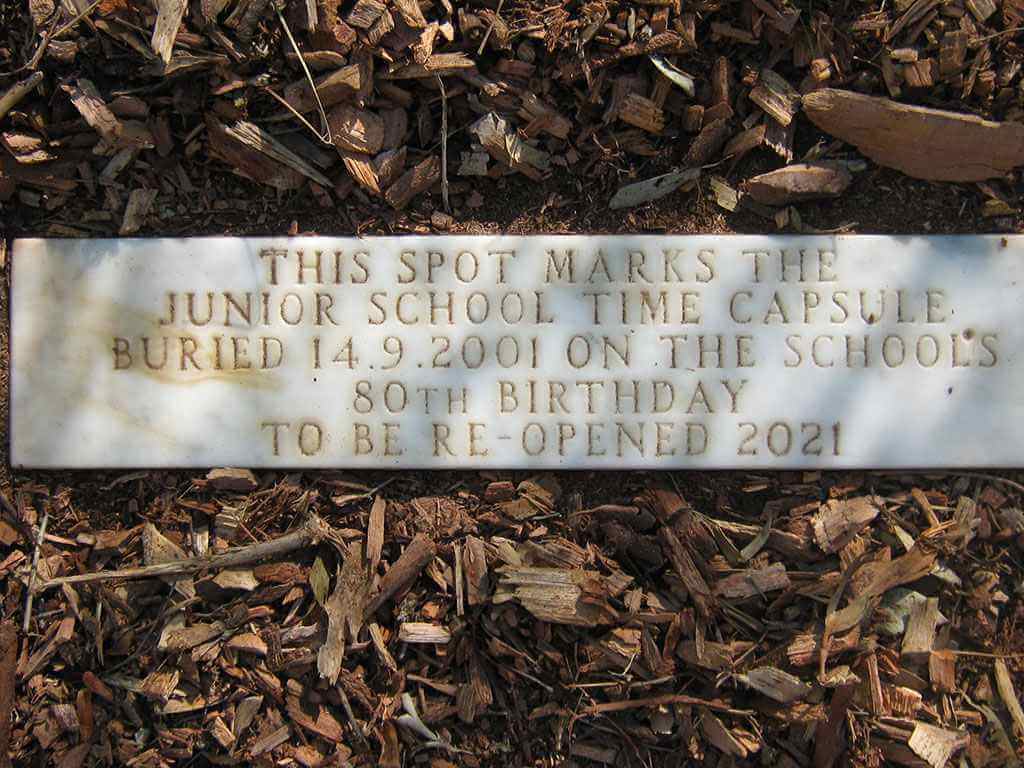 THIS SPOT MARKS THE
JUNIOR SCHOOL TIME CAPSULE
BURIED 14.9.2001 ON THE SCHOOL'S
80TH BIRTHDAY
TO BE RE-OPENED 2021